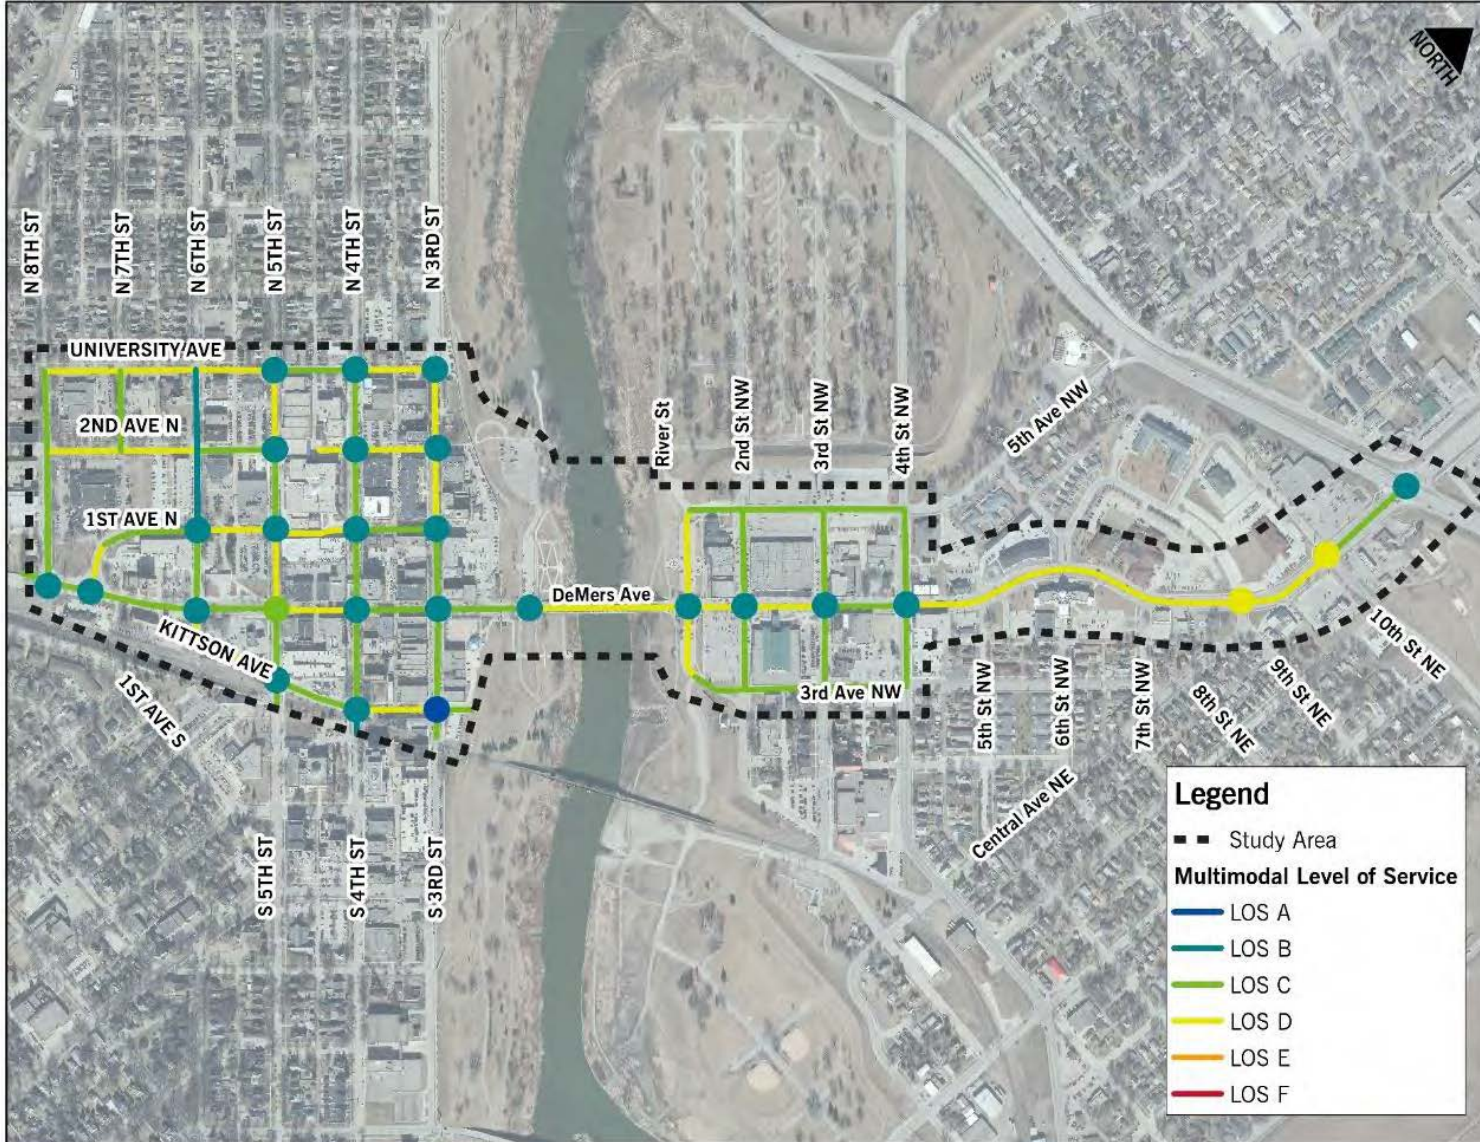 NORTH
N 8TH ST
N 7TH ST
N 6TH ST
N 5TH ST
N 4TH ST
N 3RD ST
UNIVERSITY AVE
2ND AVE N
1ST AVE N
KITTSON AVE
1ST AVE S
S 5TH ST
S 4TH ST
S 3RD ST
DeMers Ave
River St
2nd St NW
3rd St NW
4th St NW
5th Ave NW
3rd Ave NW
5th St NW
6th St NW
7th St NW
8th St NE
9th St NE
10th St NE
Central Ave NE
Legend
Study Area
Multimodal Level of Service
LOS A
LOS B
LOS C
LOS D
LOS E
LOS F